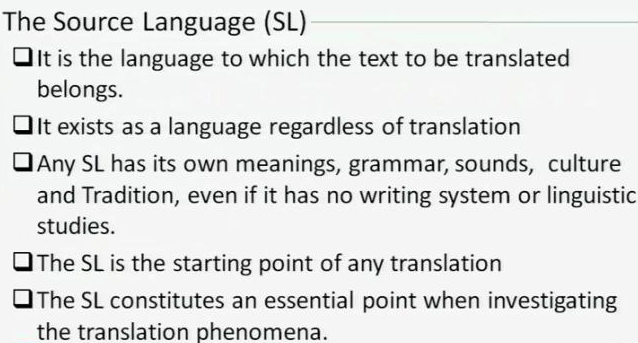 The Source Language (SL)
❑It is the language to which the text to be translated
belongs.
❑It exists as a language regardless of translation
❑Any SL has its own meanings, grammar, sounds, culture
and Tradition, even if it has no writing system or linguistic
studies.
❑The SL is the starting point of any translation
❑The SL constitutes an essential point when investigating
the translation phenomena.